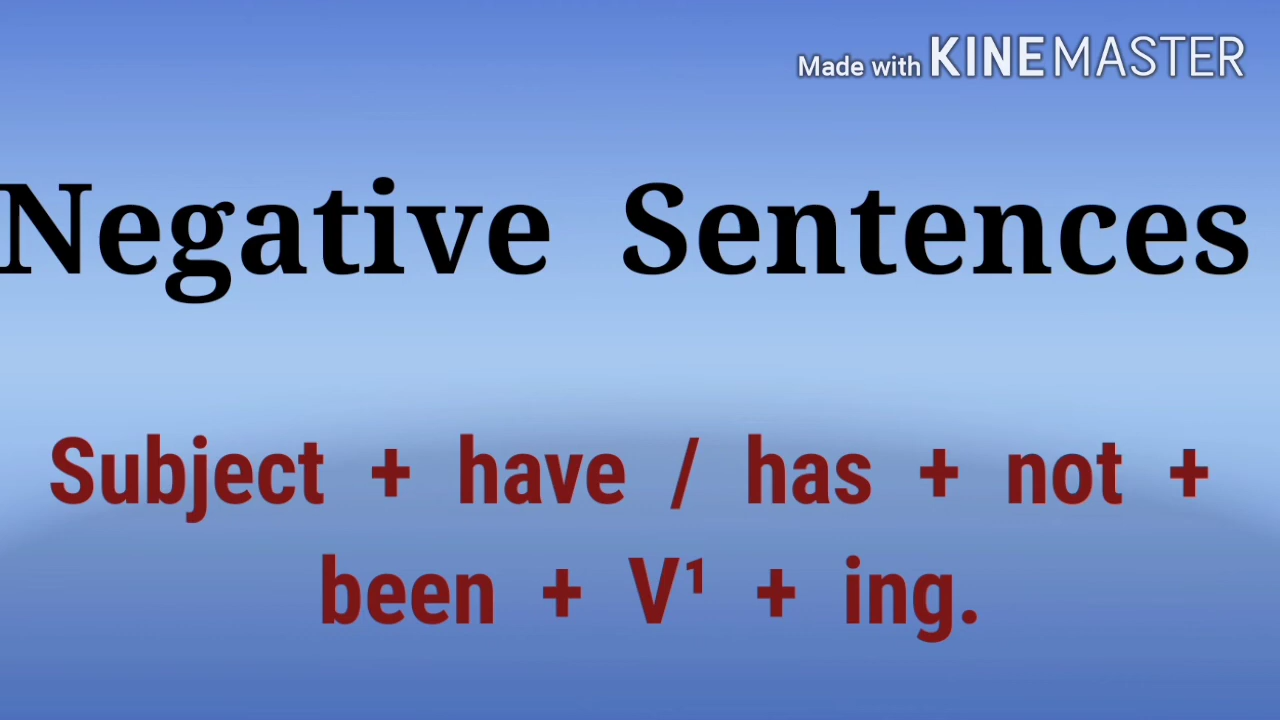 Made with KINEMASTER
Negative Sentences
Subject + have / has + not +
been + V¹ + ing.